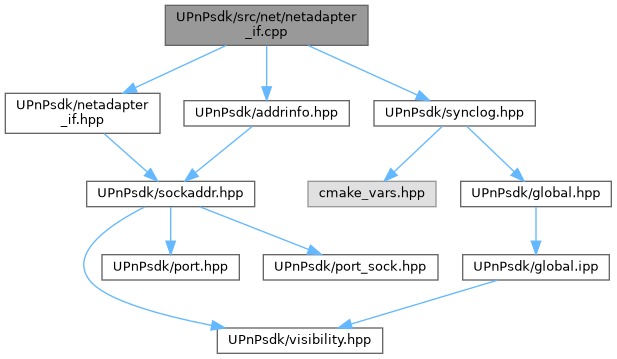 UPnPsdk/src/net/netadapter
_if.cpp
UPnPsdk/netadapter
_if.hpp
UPnPsdk/addrinfo.hpp
UPnPsdk/synclog.hpp
UPnPsdk/sockaddr.hpp
cmake_vars.hpp
UPnPsdk/global.hpp
UPnPsdk/port.hpp
UPnPsdk/port_sock.hpp
UPnPsdk/global.ipp
UPnPsdk/visibility.hpp